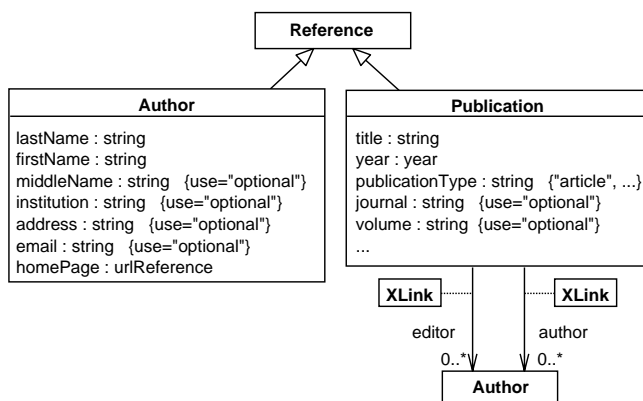 Reference
Author
lastName : string
firstName : string
middleName : string {use="optional"}
institution : string {use="optional"}
address : string {use="optional"}
email : string {use="optional"}
homePage : urlReference
Publication
title : string
year : year
publicationType : string {"article", ...}
journal : string {use="optional"}
volume : string {use="optional"}
...
XLink
XLink
editor
author
0..*
0..*
Author